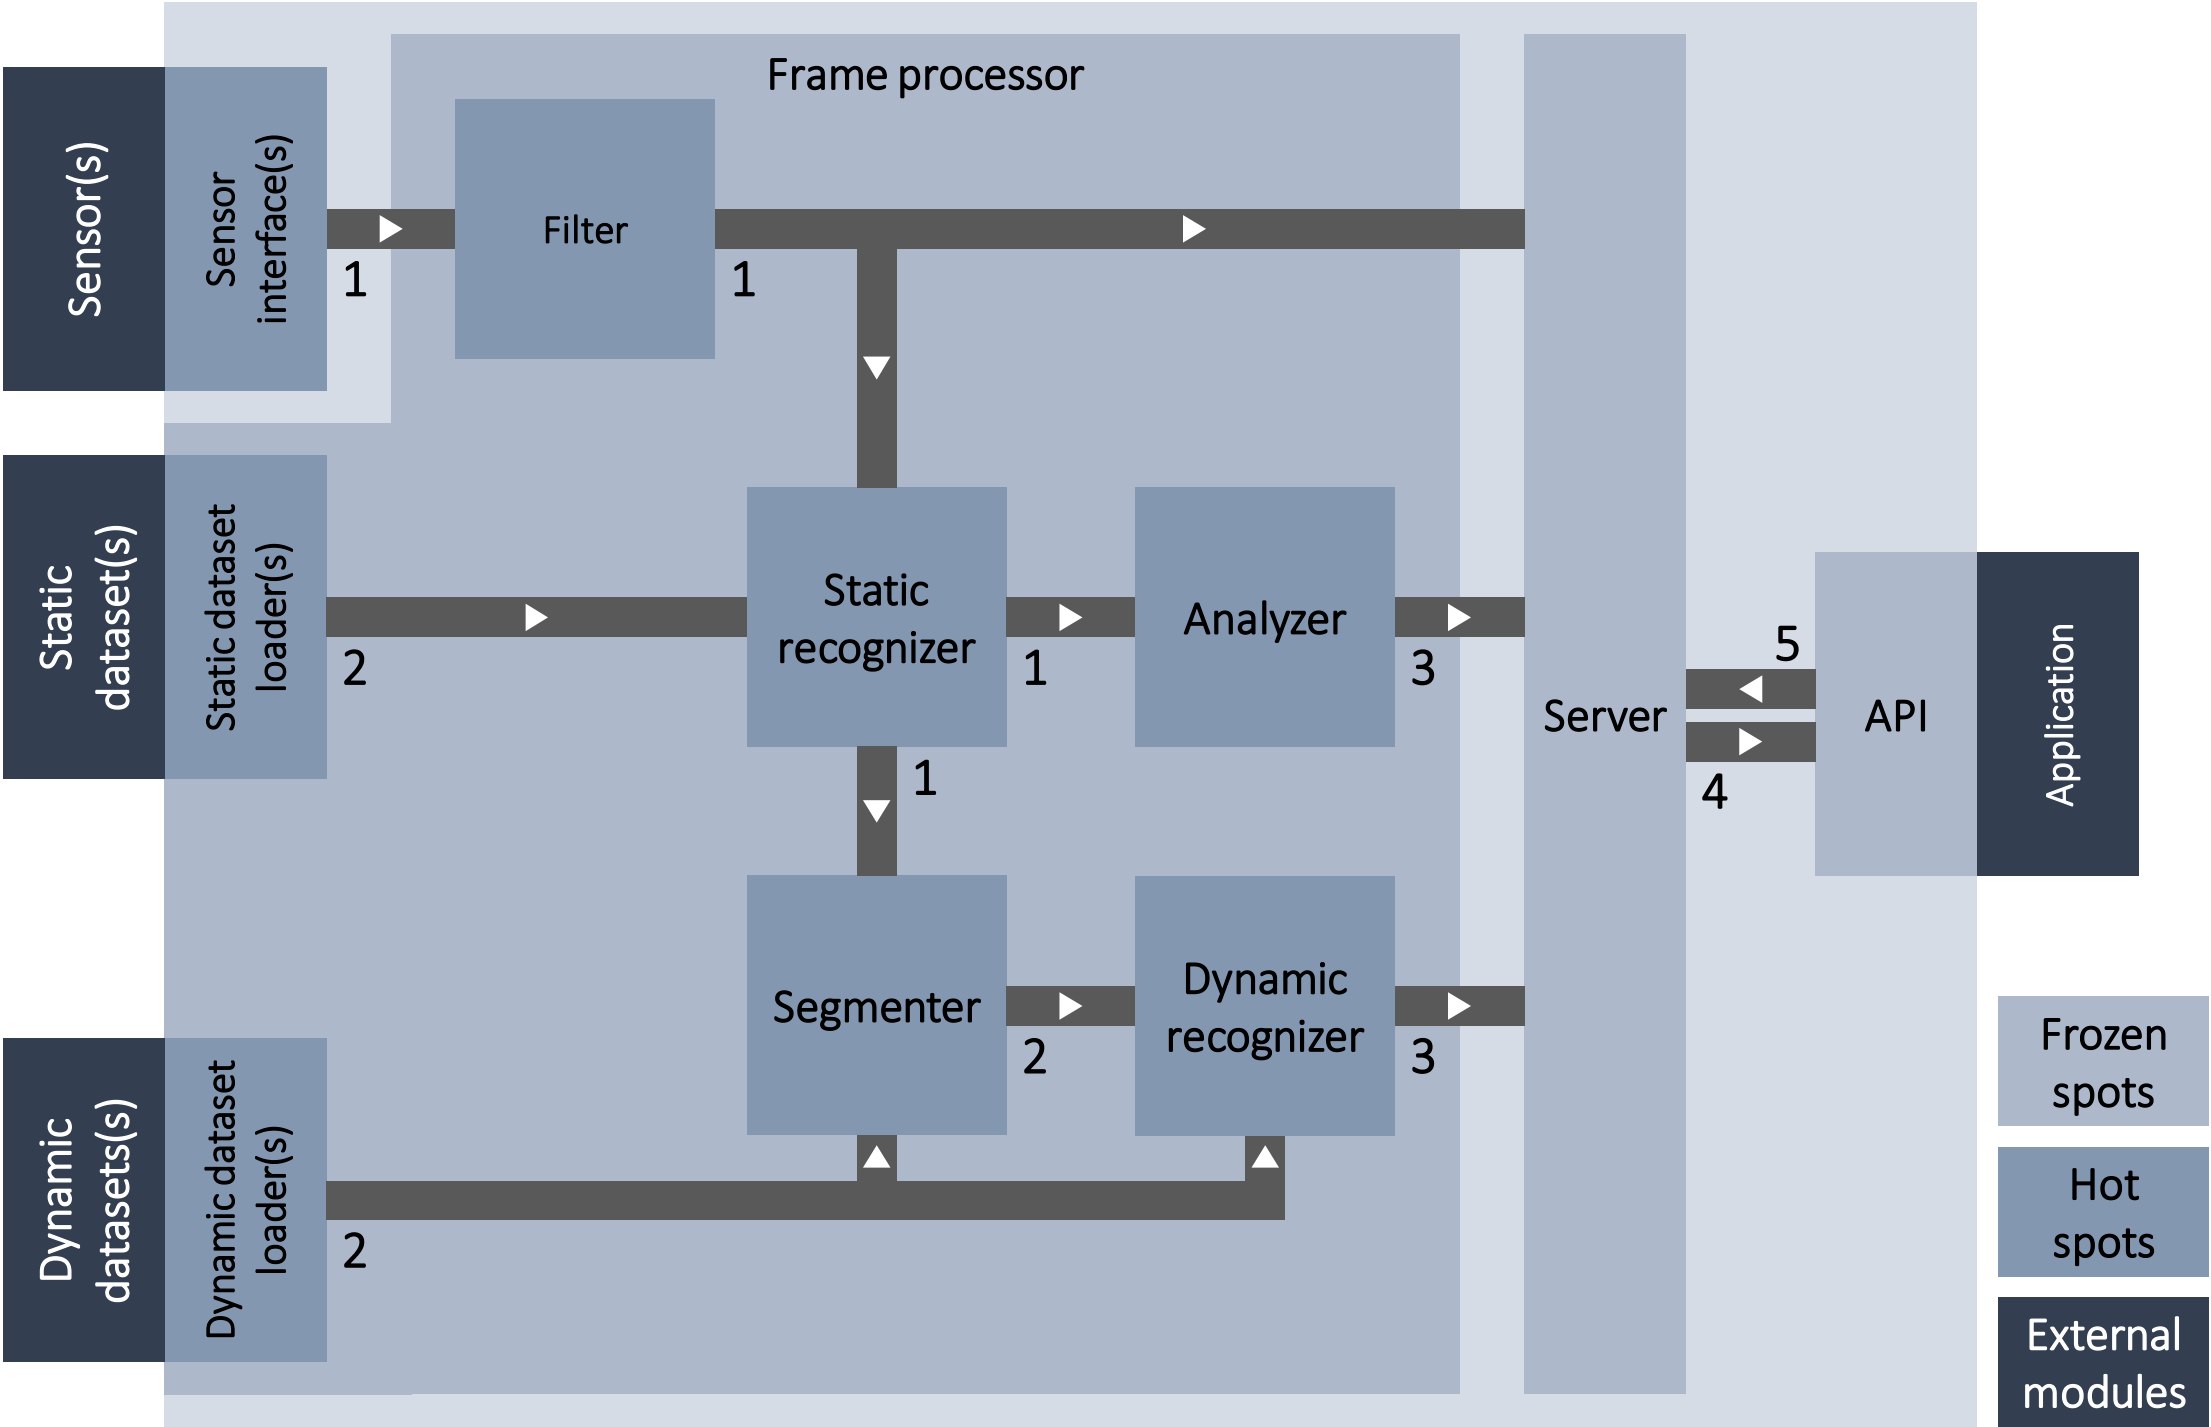 Frame processor
Sensor(s)
Sensor
interface(s)
1
Filter
1
Static
dataset(s)
Static dataset
loader(s)
2
Static
recognizer
1
Analyzer
3
1
Server
5
4
API
Application
Segmenter
2
Dynamic
recognizer
3
Dynamic
datasets(s)
Dynamic dataset
loader(s)
2
Frozen
spots
Hot
spots
External
modules